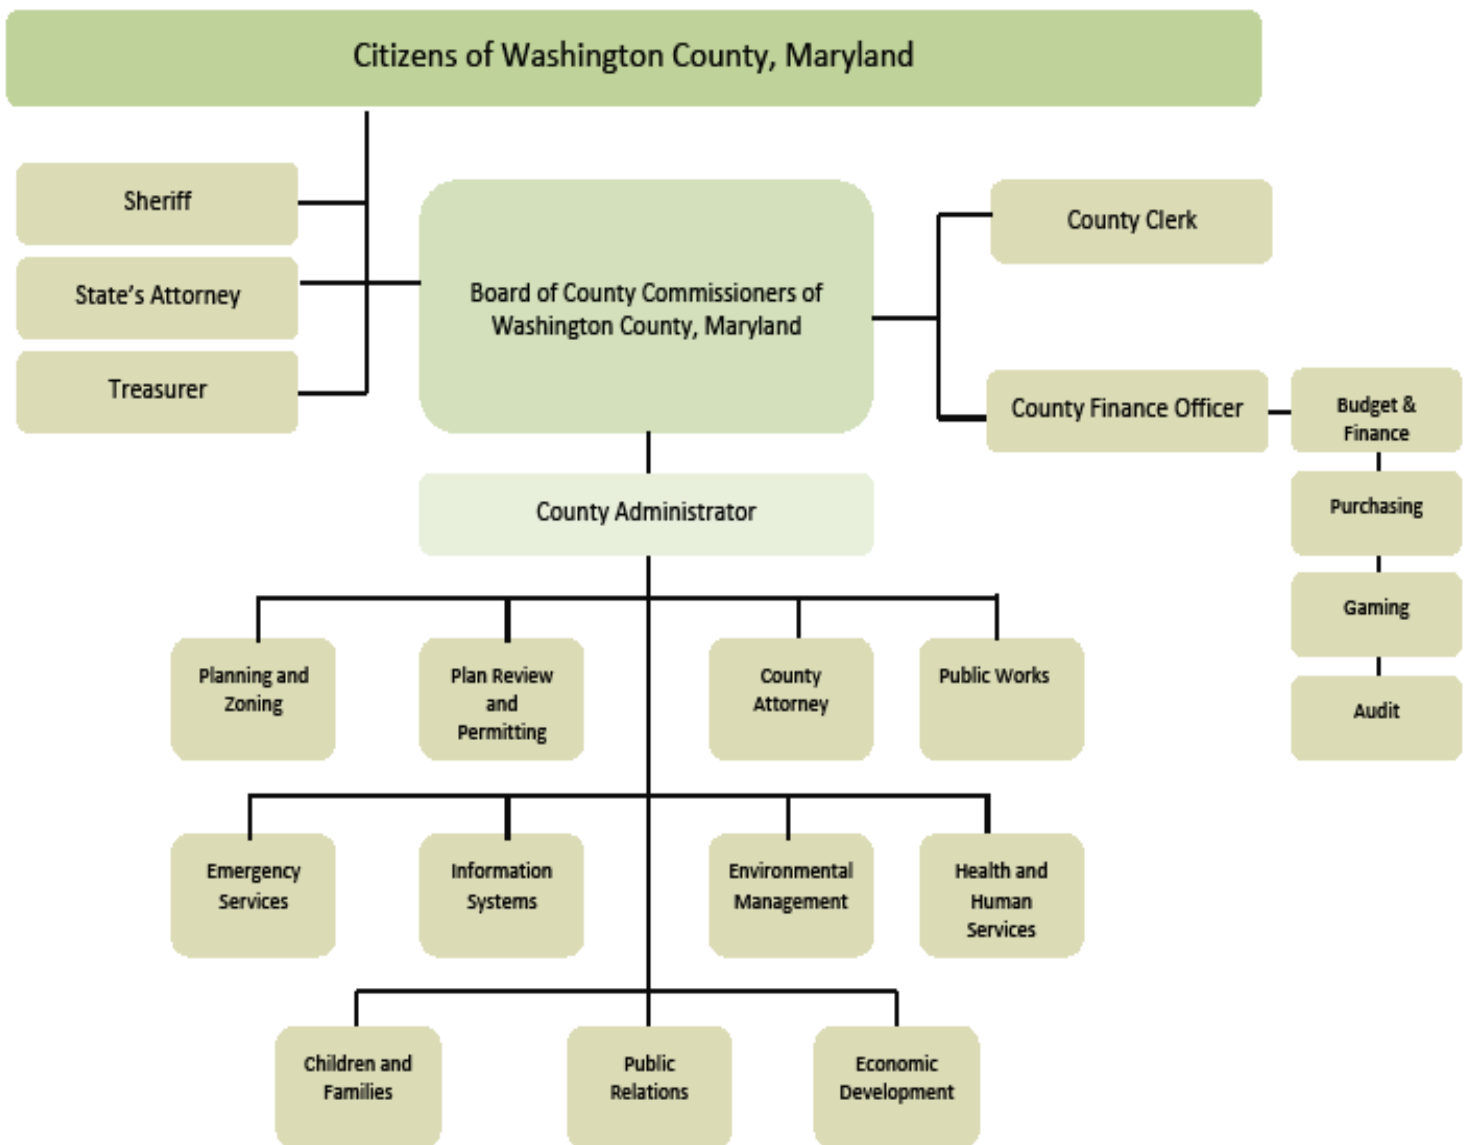 Citizens of Washington County, Maryland
Sheriff
State’s Attorney
Treasurer
Board of County Commissioners of
Washington County, Maryland
County Clerk
County Finance Officer
Budget &
Finance
Purchasing
Gaming
Audit
County Administrator
Planning and
Zoning
Plan Review
and
Permitting
County
Attorney
Public Works
Emergency
Services
Information
Systems
Environmental
Management
Health and
Human
Services
Children and
Families
Public
Relations
Economic
Development